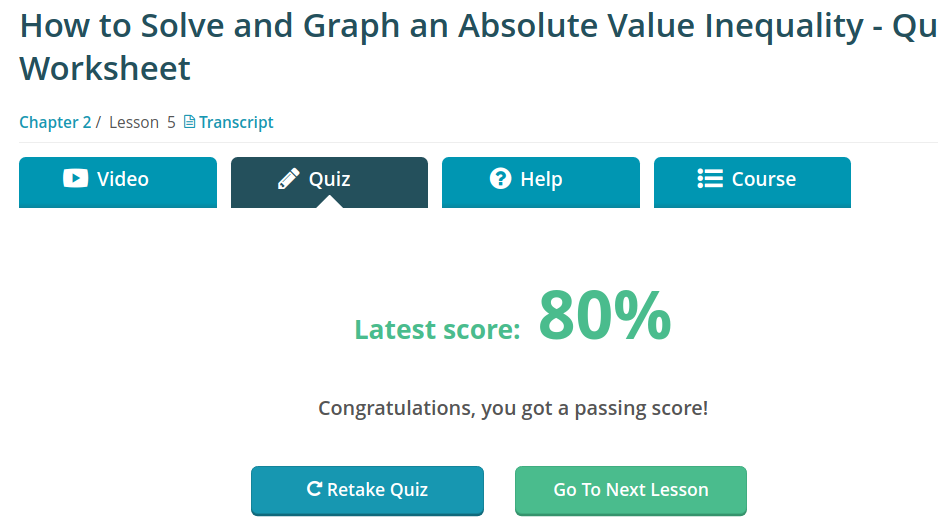 How to Solve and Graph an Absolute Value Inequality - Qu
Worksheet
Chapter 2 / Lesson 5 Transcript
Video
Quiz
Help
Course
Latest score: 80%
Congratulations, you got a passing score!
Retake Quiz
Go To Next Lesson